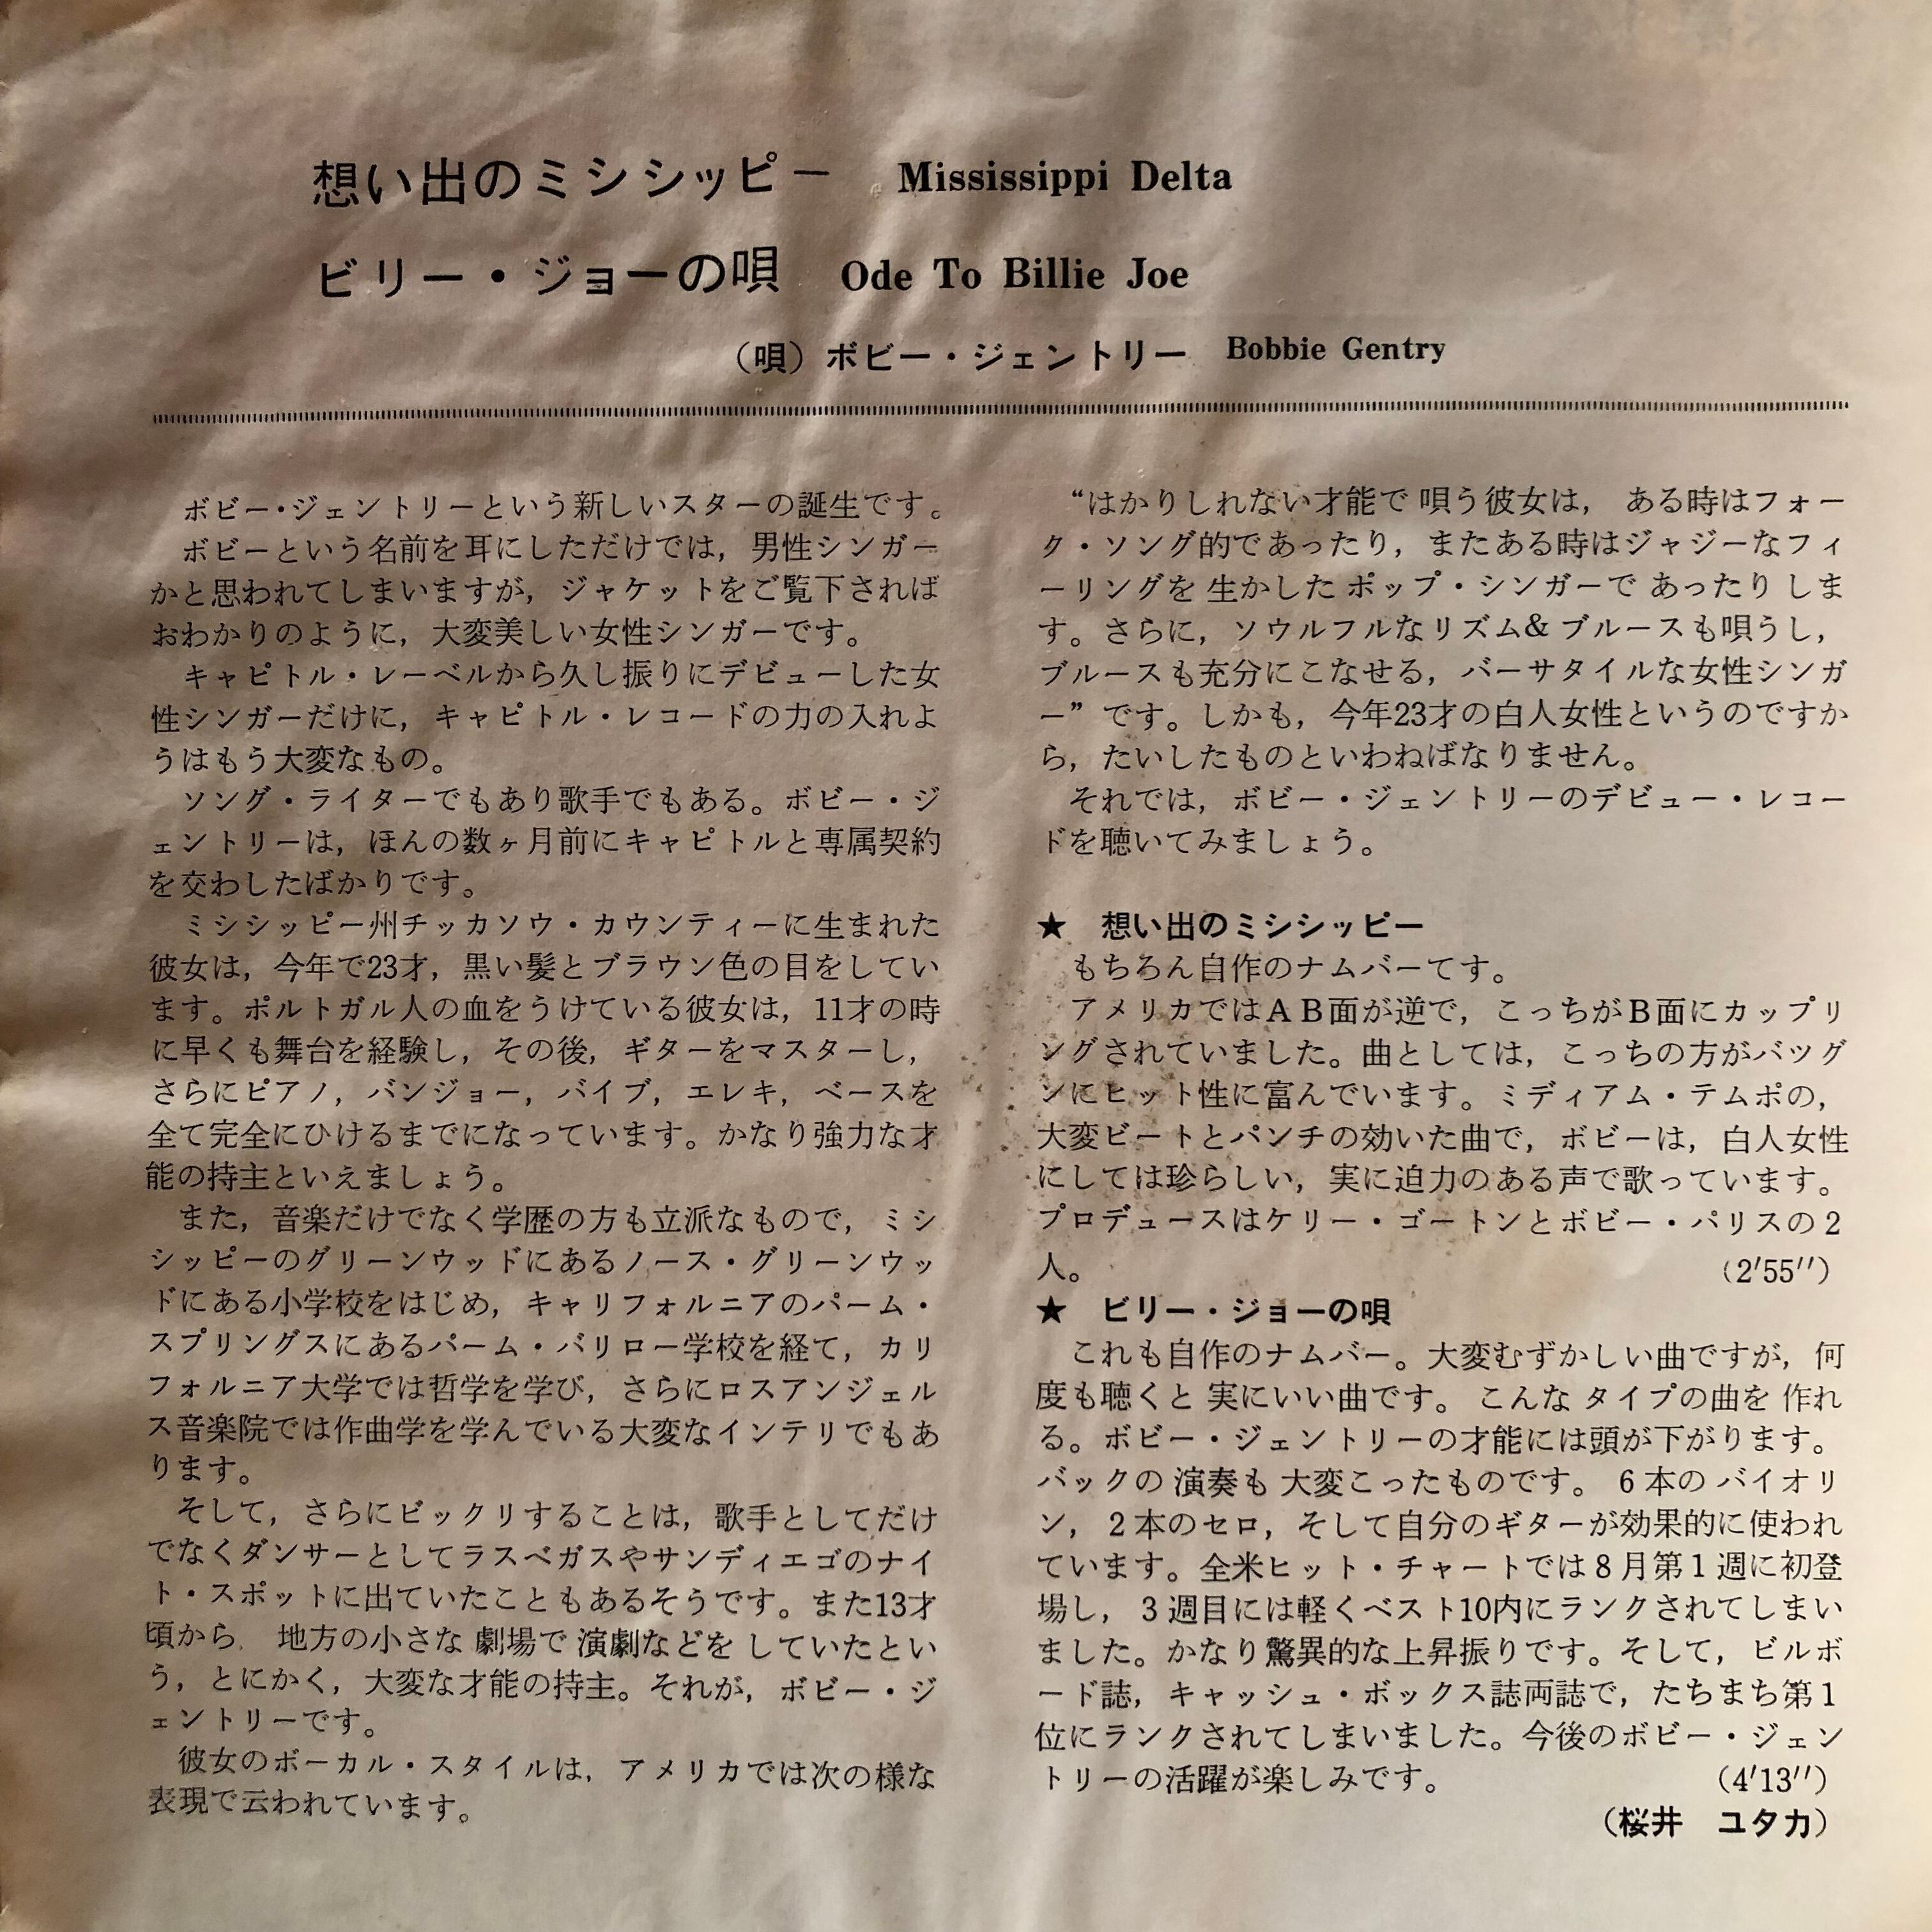 想い出のミシシッピー　Mississippi Delta
ビリー・ジョーの唄　Ode To Billie Joe
（唄）ボビー・ジェントリー　Bobbie Gentry
ボビー・ジェントリーという新しいスターの誕生です。
ボビーという名前を耳にしただけでは，男性シンガー
かと思われてしまいますが，ジャケットをご覧下されば
おわかりのように，大変美しい女性シンガーです。
キャピトル・レーベルから久し振りにデビューした女
性シンガーだけに，キャピトル・レコードの力の入れよ
うはもう大変なもの。
ソング・ライターでもあり歌手でもある。ボビー・ジ
ェントリーは，ほんの数ヶ月前にキャピトルと専属契約
を交わしたばかりです。
ミシシッピー州チッカソウ・カウンティーに生まれた
彼女は，今年で23才，黒い髪とブラウン色の目をしてい
ます。ポルトガル人の血をうけている彼女は，11才の時
に早くも舞台を経験し，その後，ギターをマスターし，
さらにピアノ，バンジョー，バイブ，エレキ，ベースを
全て完全にひけるまでになっています。かなり強力な才
能の持主といえましょう。
また，音楽だけでなく学歴の方も立派なもので，ミシ
シッピーのグリーンウッドにあるノース・グリーンウッ
ドにある小学校をはじめ，キャリフォルニアのパーム・
スプリングスにあるパーム・バリロー学校を経て，カリ
フォルニア大学では哲学を学び，さらにロスアンジェル
ス音楽院では作曲学を学んでいる大変なインテリでもあ
ります。
そして，さらにビックリすることは，歌手としてだけ
でなくダンサーとしてラスベガスやサンディエゴのナイ
ト・スポットに出ていたこともあるそうです。また13才
頃から，地方の小さな劇場で演劇などをしていたとい
う，とにかく，大変な才能の持主。それが，ボビー・ジ
ェントリーです。
彼女のボーカル・スタイルは，アメリカでは次の様な
表現で云われています。
“はかりしれない才能で唄う彼女は，ある時はフォー
ク・ソング的であったり，またある時はジャジーなフィ
ーリングを生かしたポップ・シンガーであったりしま
す。さらに，ソウルフルなリズム&ブルースも唄うし，
ブルースも充分にこなせる，バーサタイルな女性シンガ
ー”です。しかも，今年23才の白人女性というのですか
ら，たいしたものといわねばなりません。
それでは，ボビー・ジェントリーのデビュー・レコー
ドを聴いてみましょう。
★　想い出のミシシッピー
もちろん自作のナムバーてす。
アメリカではＡＢ面が逆で，こっちがＢ面にカップリ
ングされていました。曲としては，こっちの方がバツグ
ンにヒット性に富んでいます。ミディアム・テムポの，
大変ビートとパンチの効いた曲で，ボビーは，白人女性
にしては珍らしい，実に迫力のある声で歌っています。
プロデュースはケリー・ゴートンとボビー・パリスの２
人。　（2′55″）
★　ビリー・ジョーの唄
これも自作のナムバー。大変むずかしい曲ですが，何
度も聴くと実にいい曲です。こんなタイプの曲を作れ
る。ボビー・ジェントリーの才能には頭が下がります。
バックの演奏も大変こったものです。６本のバイオリ
ン，２本のセロ，そして自分のギターが効果的に使われ
ています。全米ヒット・チャートでは８月第１週に初登
場し，３週目には軽くベスト10内にランクされてしまい
ました。かなり驚異的な上昇振りです。そして，ビルボ
ード誌，キャッシュ・ボックス誌両誌で，たちまち第１
位にランクされてしまいました。今後のボビー・ジェン
トリーの活躍が楽しみです。　（4′13″）
（桜井　ユタカ）